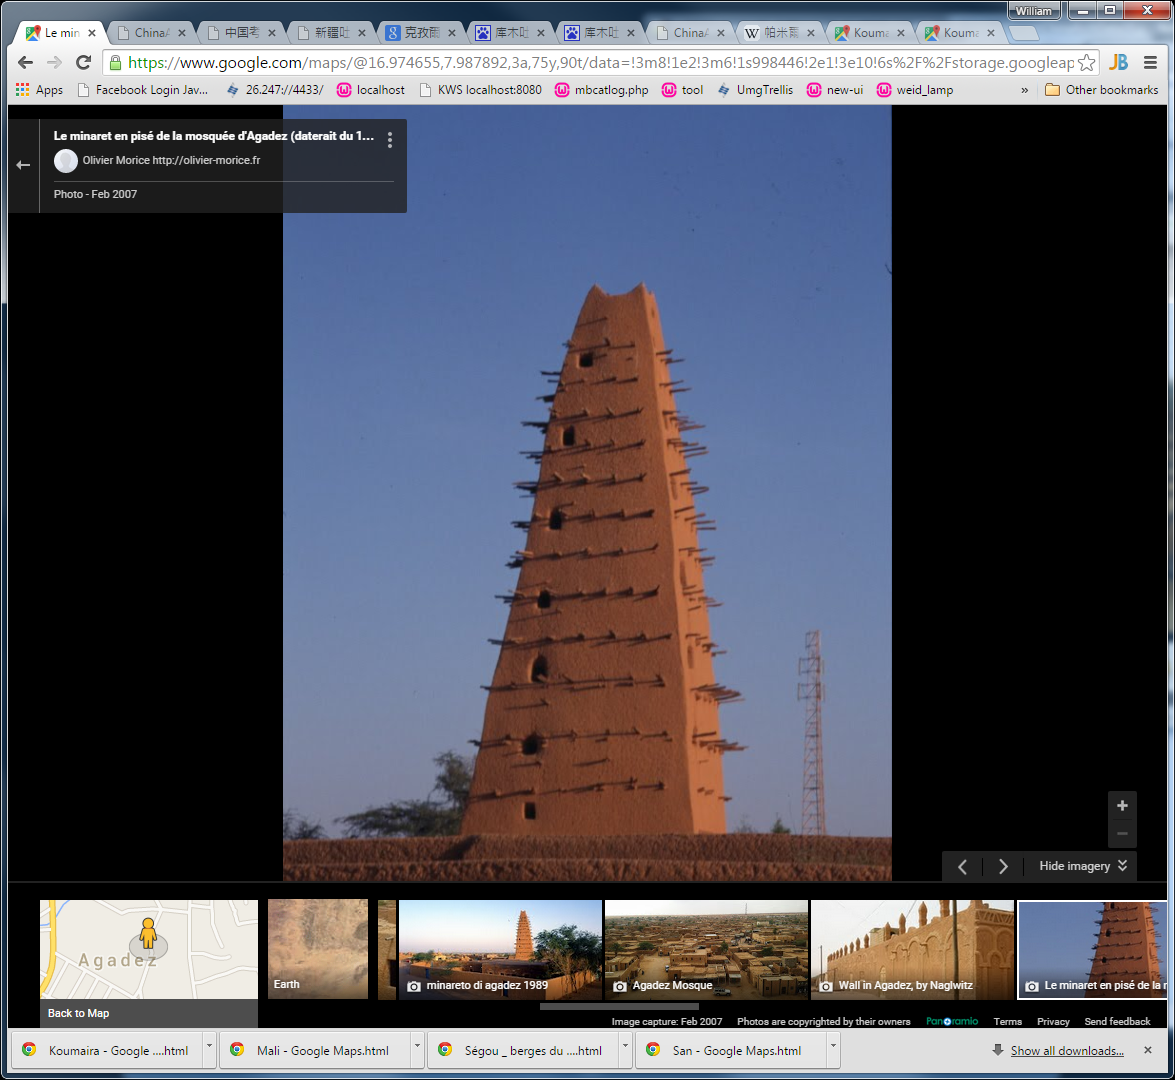 William
Le min
ChinaA
中国考
新疆吐
克孜爾
库木吐
库木吐
ChinaA
帕米爾
Kouma
Kouma
https://www.google.com/maps/@16.974655,7.987892,3a,75y,90t/data=!3m8!1e2!3m6!1s998446!2e1!3e10!6s%2F%2Fstorage.googleap
JB
Apps
Facebook Login Jav...
26.247://4433/
localhost
KWS localhost:8080
mbcatlog.php
tool
UmgTrellis
new-ui
weid_lamp
»
Other bookmarks
Le minaret en pisé de la mosquée d'Agadez (daterait du 1...
Olivier Morice http://olivier-morice.fr
Photo - Feb 2007
Hide imagery
Agadez
Back to Map
Earth
minareto di agadez 1989
Agadez Mosque
Wall in Agadez, by Naglwitz
Le minaret en pisé de la m
Image capture: Feb 2007 Photos are copyrighted by their owners Panoramio Terms Privacy Send feedback
Koumaira - Google ....html
Mali - Google Maps.html
Ségou _ berges du ....html
San - Google Maps.html
Show all downloads...